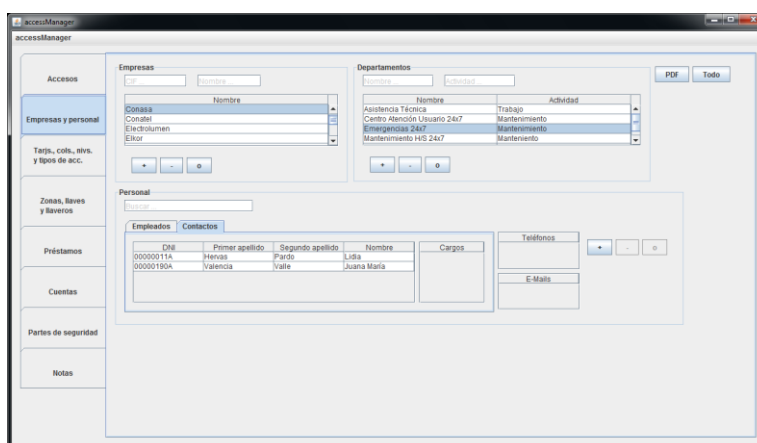 accessManager
accessManager
Accesos
Empresas y personal
Tarjs., cols., nivs.
y tipos de acc.
Zonas, llaves
y llaveros
Préstamos
Cuentas
Partes de seguridad
Notas
Empresas
CIF... Nombre...
Nombre
Conasa
Conatel
Electrolumen
Elkor
+ - o
Departamentos
Nombre... Actividad...
Nombre Actividad
Asistencia Técnica Trabajo
Centro Atención Usuario 24x7 Mantenimiento
Emergencias 24x7 Mantenimiento
Mantenimiento H/S 24x7 Manteniento
+ - o
PDF Todo
Personal
Buscar...
Empleados Contactos
DNI Primer apellido Segundo apellido Nombre
00000011A Hervas Pardo Lidia
00000190A Valencia Valle Juana María
Cargos
Teléfonos
E-Mails
+ - o